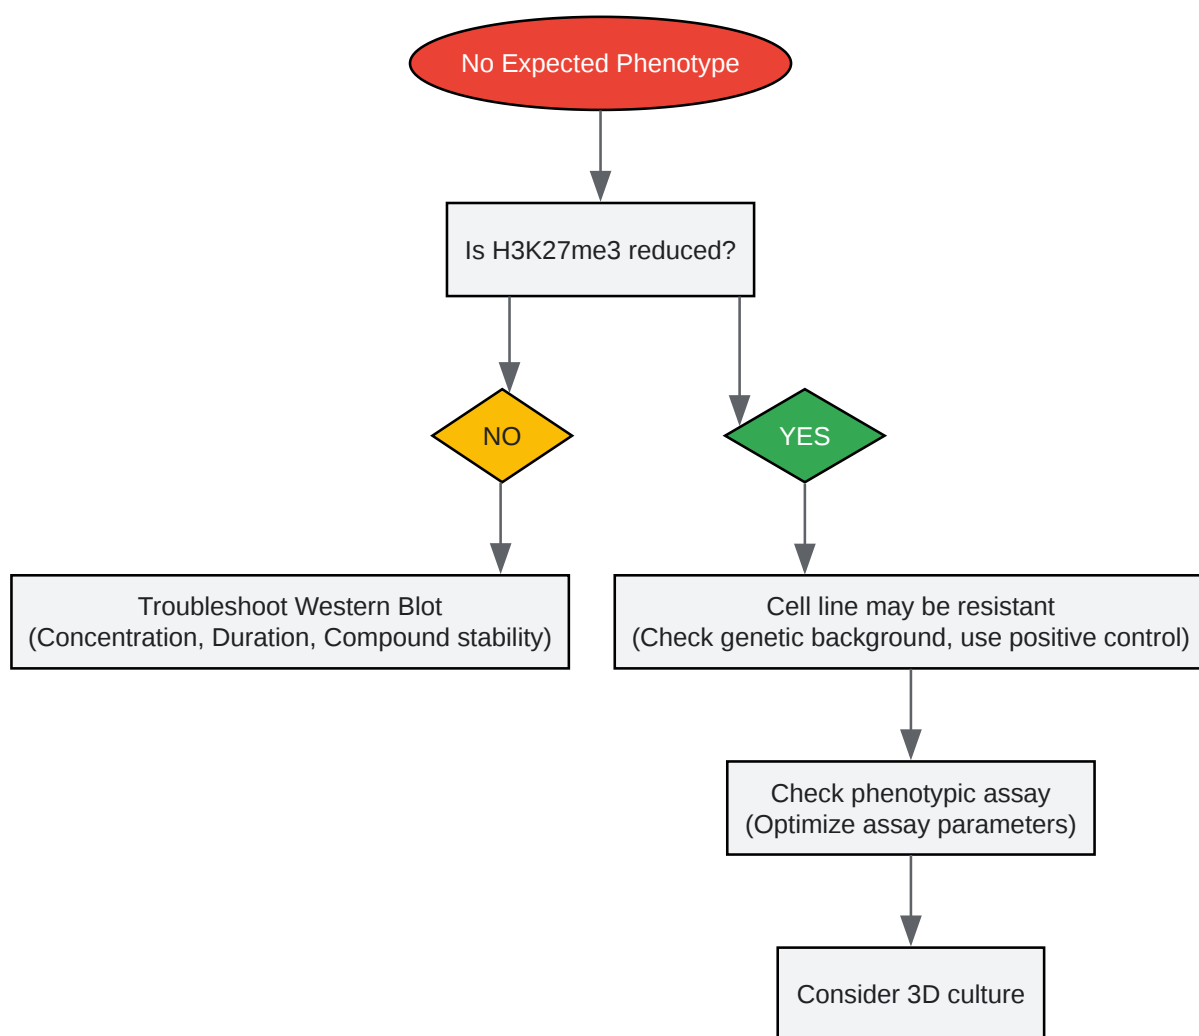 No Expected Phenotype
Is H3K27me3 reduced?
NO
YES
Troubleshoot Western Blot
(Concentration, Duration, Compound stability)
Cell line may be resistant
(Check genetic background, use positive control)
Check phenotypic assay
(Optimize assay parameters)
Consider 3D culture